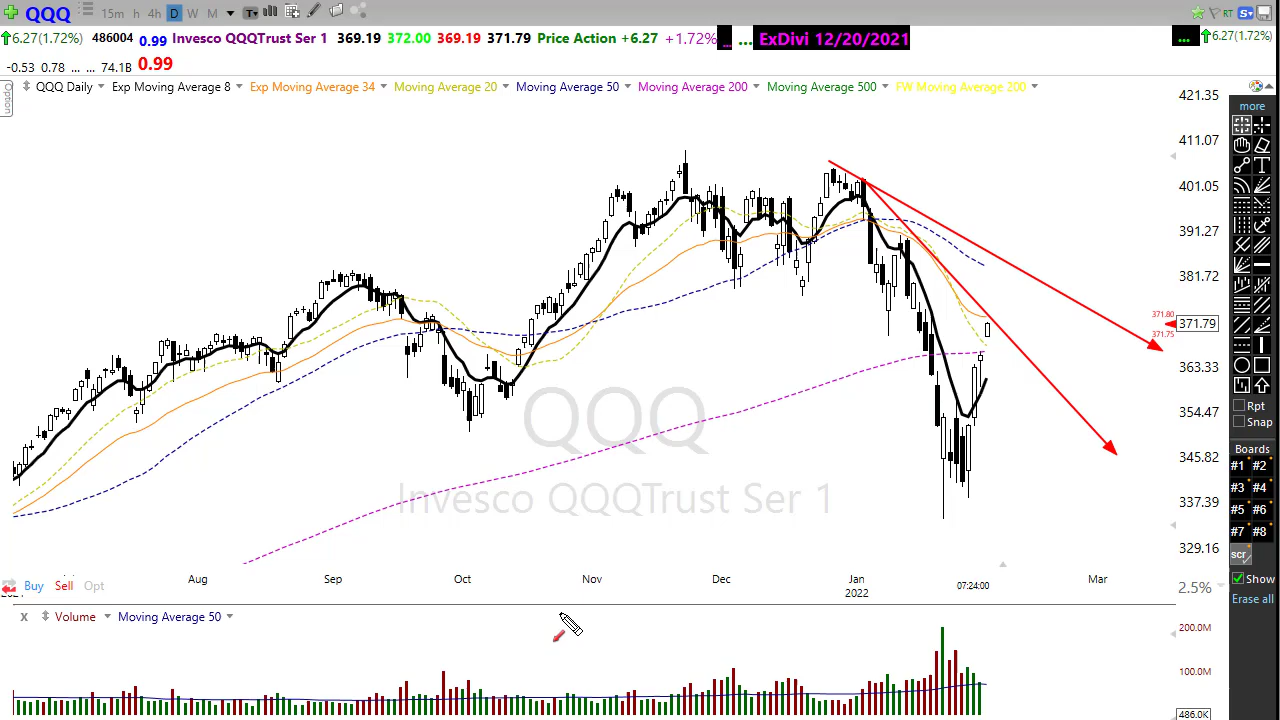 QQQ 15m h 4h D W M T RT S
6.27(1.72%) 486004 0.99 Invesco QQQTrust Ser 1 369.19 372.00 369.19 371.79 Price Action +6.27 +1.72% ... ... ExDivi 12/20/2021 ... 6.27(1.72%)
-0.53 0.78 ... ... 74.1B 0.99
Option
QQQ Daily Exp Moving Average 8 Exp Moving Average 34 Moving Average 20 Moving Average 50 Moving Average 200 Moving Average 500 FW Moving Average 200
421.35
more
411.07
401.05
391.27
381.72
371.80
371.79
371.75
363.33
354.47
345.82
337.39
329.16
QQQ
Invesco QQQTrust Ser 1
Rpt
Snap
Boards
#1 #2
#3 #4
#5 #6
#7 #8
scr
Show
Erase all
Aug Sep Oct Nov Dec Jan 07:24:00 Mar
2022
Buy Sell Opt
2.5%
x Volume Moving Average 50
200.0M
100.0M
486.0K